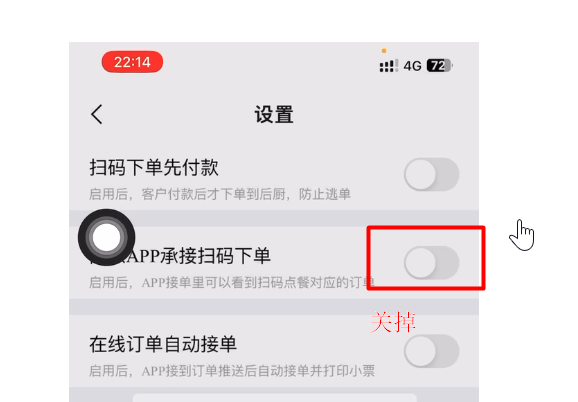 22:14
4G 72
设置
扫码下单先付款
启用后，客户付款后才下单到后厨，防止逃单
APP承接扫码下单
启用后，APP接单里可以看到扫码点餐对应的订单
关掉
在线订单自动接单
启用后，APP接到订单推送后自动接单并打印小票